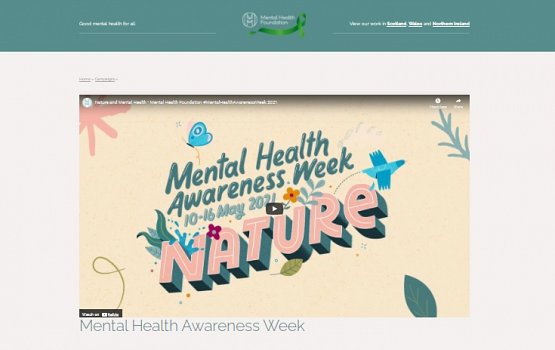 Good mental health for all
Mental Health
Foundation
View our work in Scotland, Wales and Northern Ireland
Home > Campaigns >
Nature and Mental Health - Mental Health Foundation #MentalHealthAwarenessWeek 2021
Share
Mental Health
Awareness Week
10-16 May 2021
NATURE
Watch on YouTube
Mental Health Awareness Week